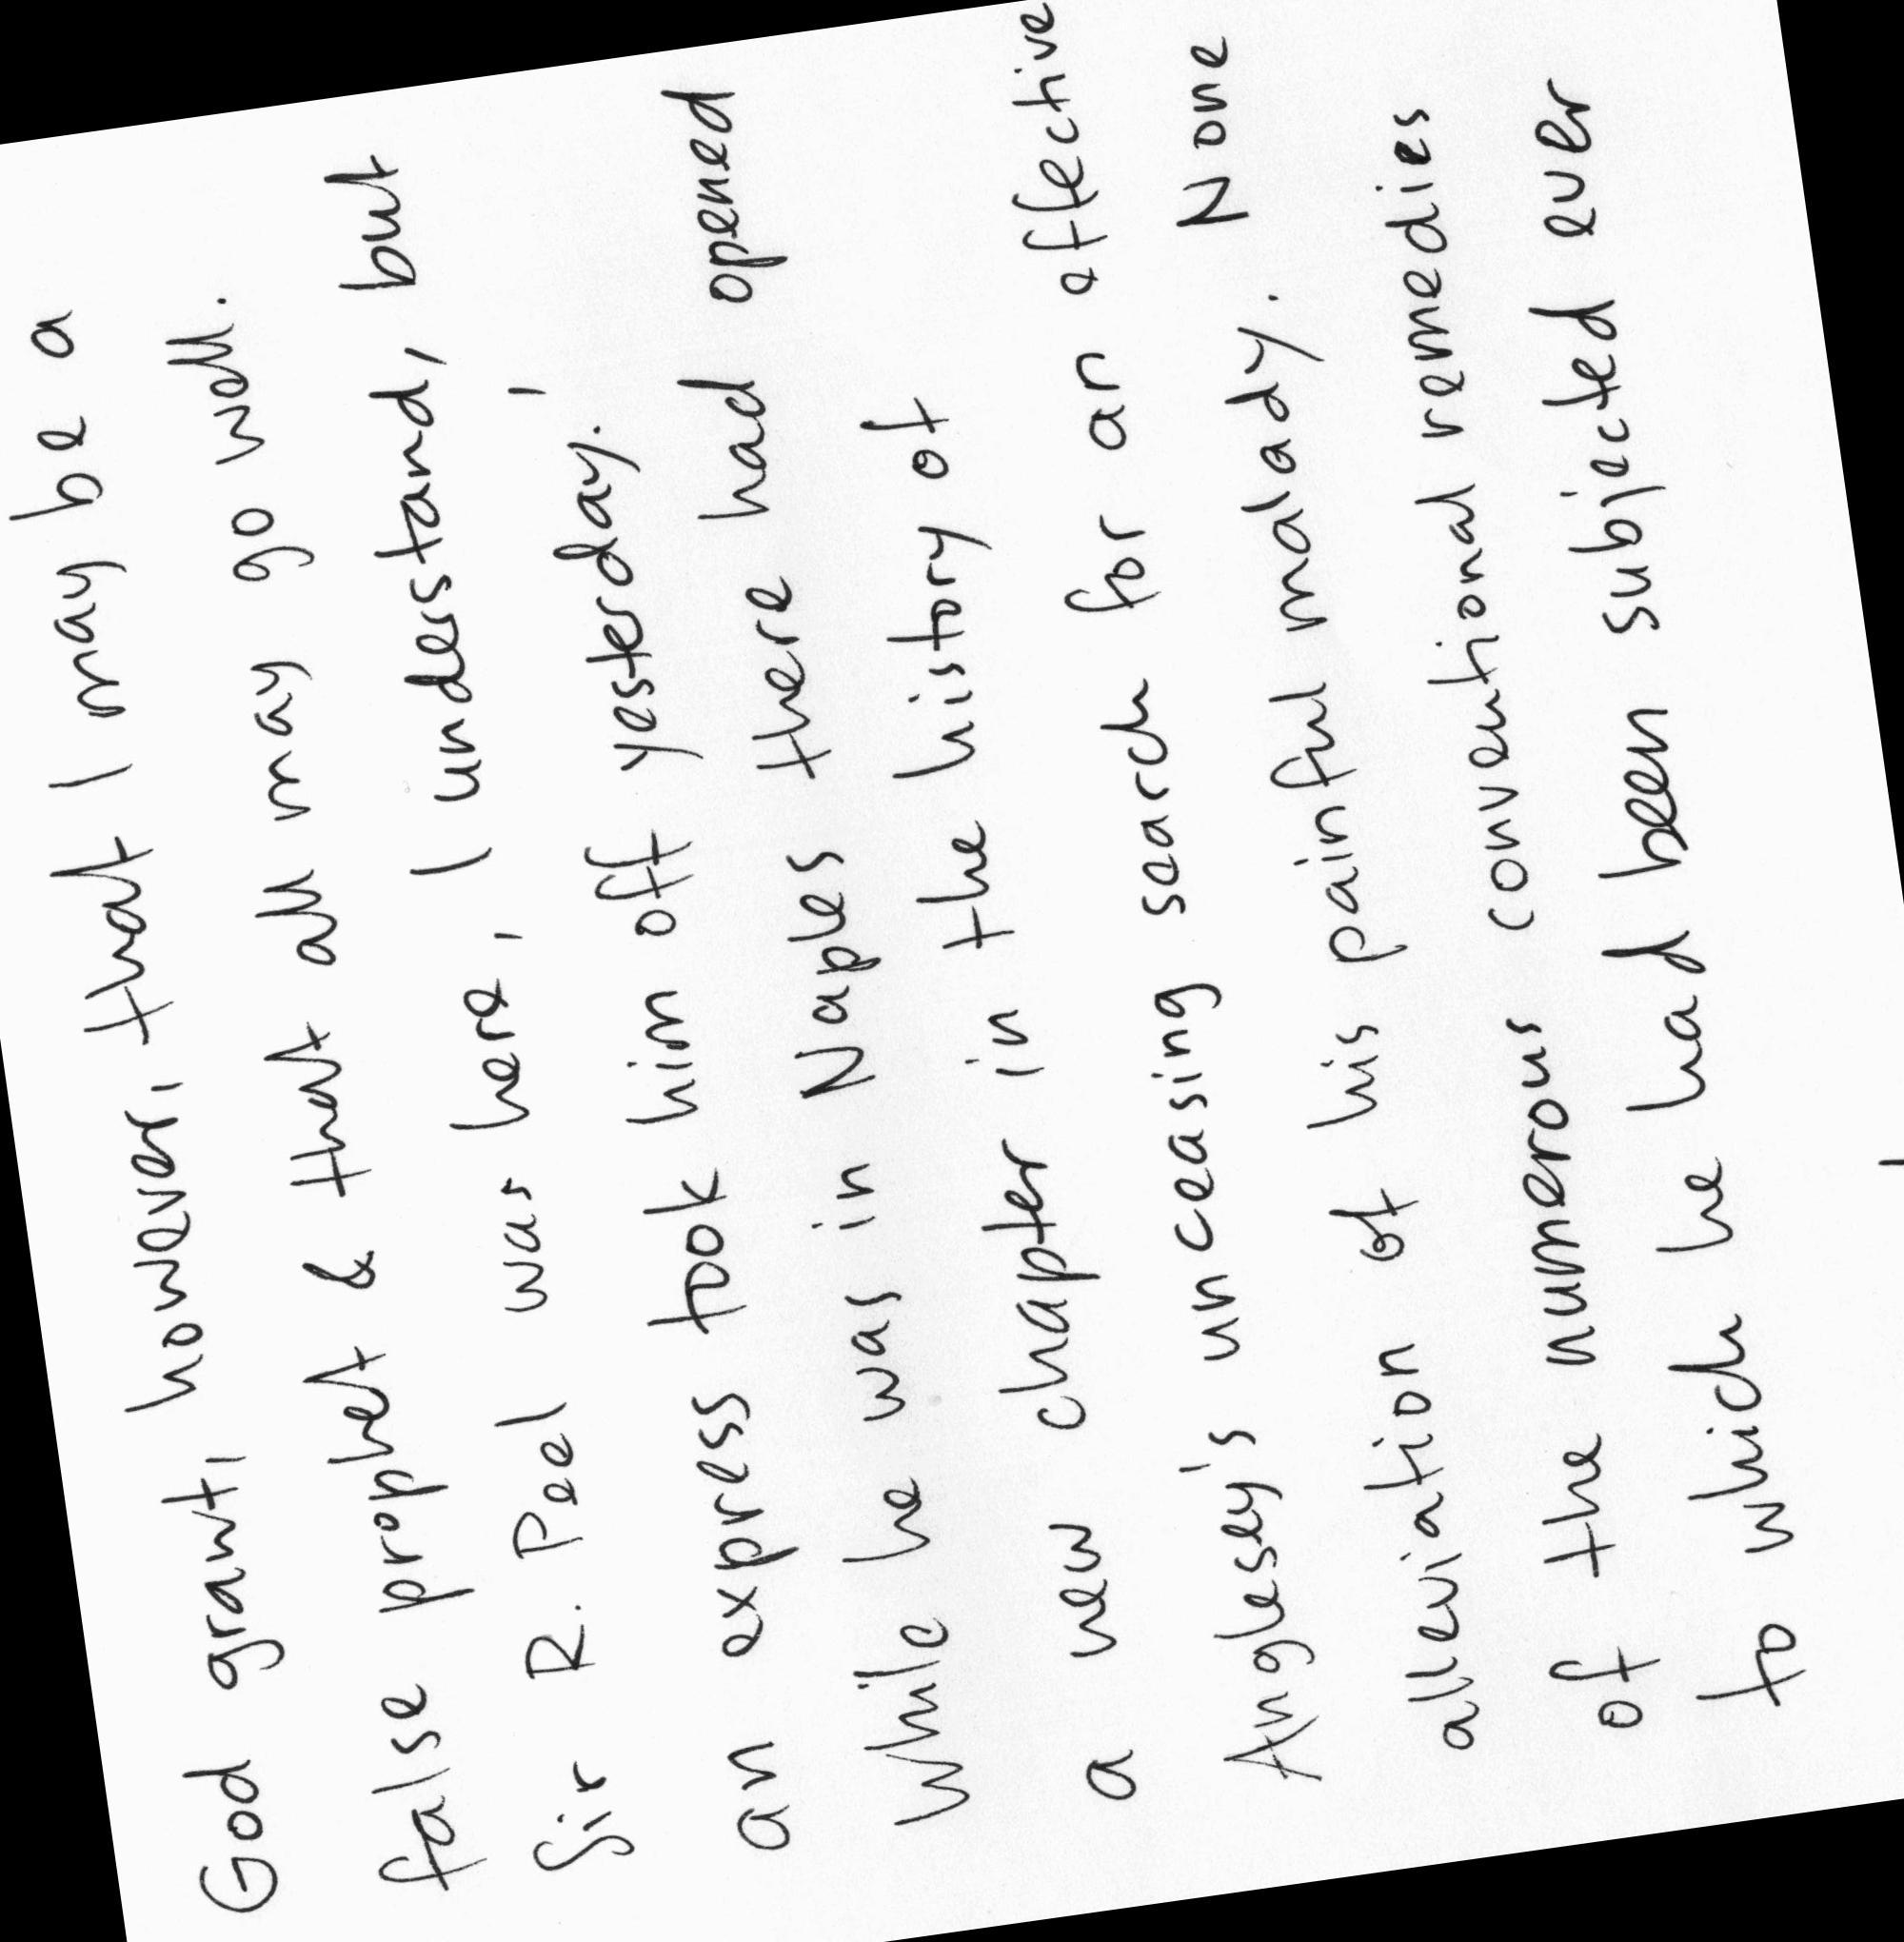 God grant, however, that I may be a
false prophet & that all may go well.
Sir R. Peel was here, I understand, but
an express took him off yesterday.'
While he was in Naples there had opened
a new chapter in the history of
Anglesey's unceasing search for an effective
alleviation of his painful malady. None
of the numerous conventional remedies
to which he had been subjected ever